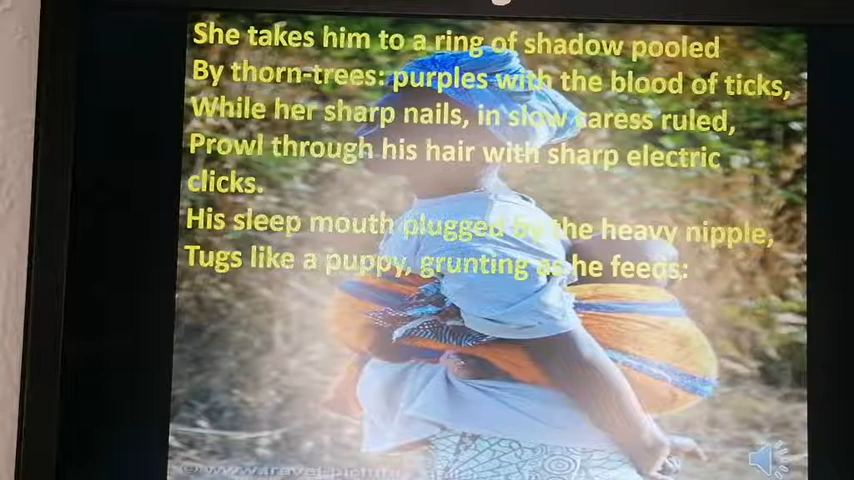 She takes him to a ring of shadow pooled
By thorn-trees: purples with the blood of ticks,
While her sharp nails, in slow caress ruled,
Prowl through his hair with sharp electric
clicks.
His sleep mouth plugged by the heavy nipple,
Tugs like a puppy, grunting as he feeds: